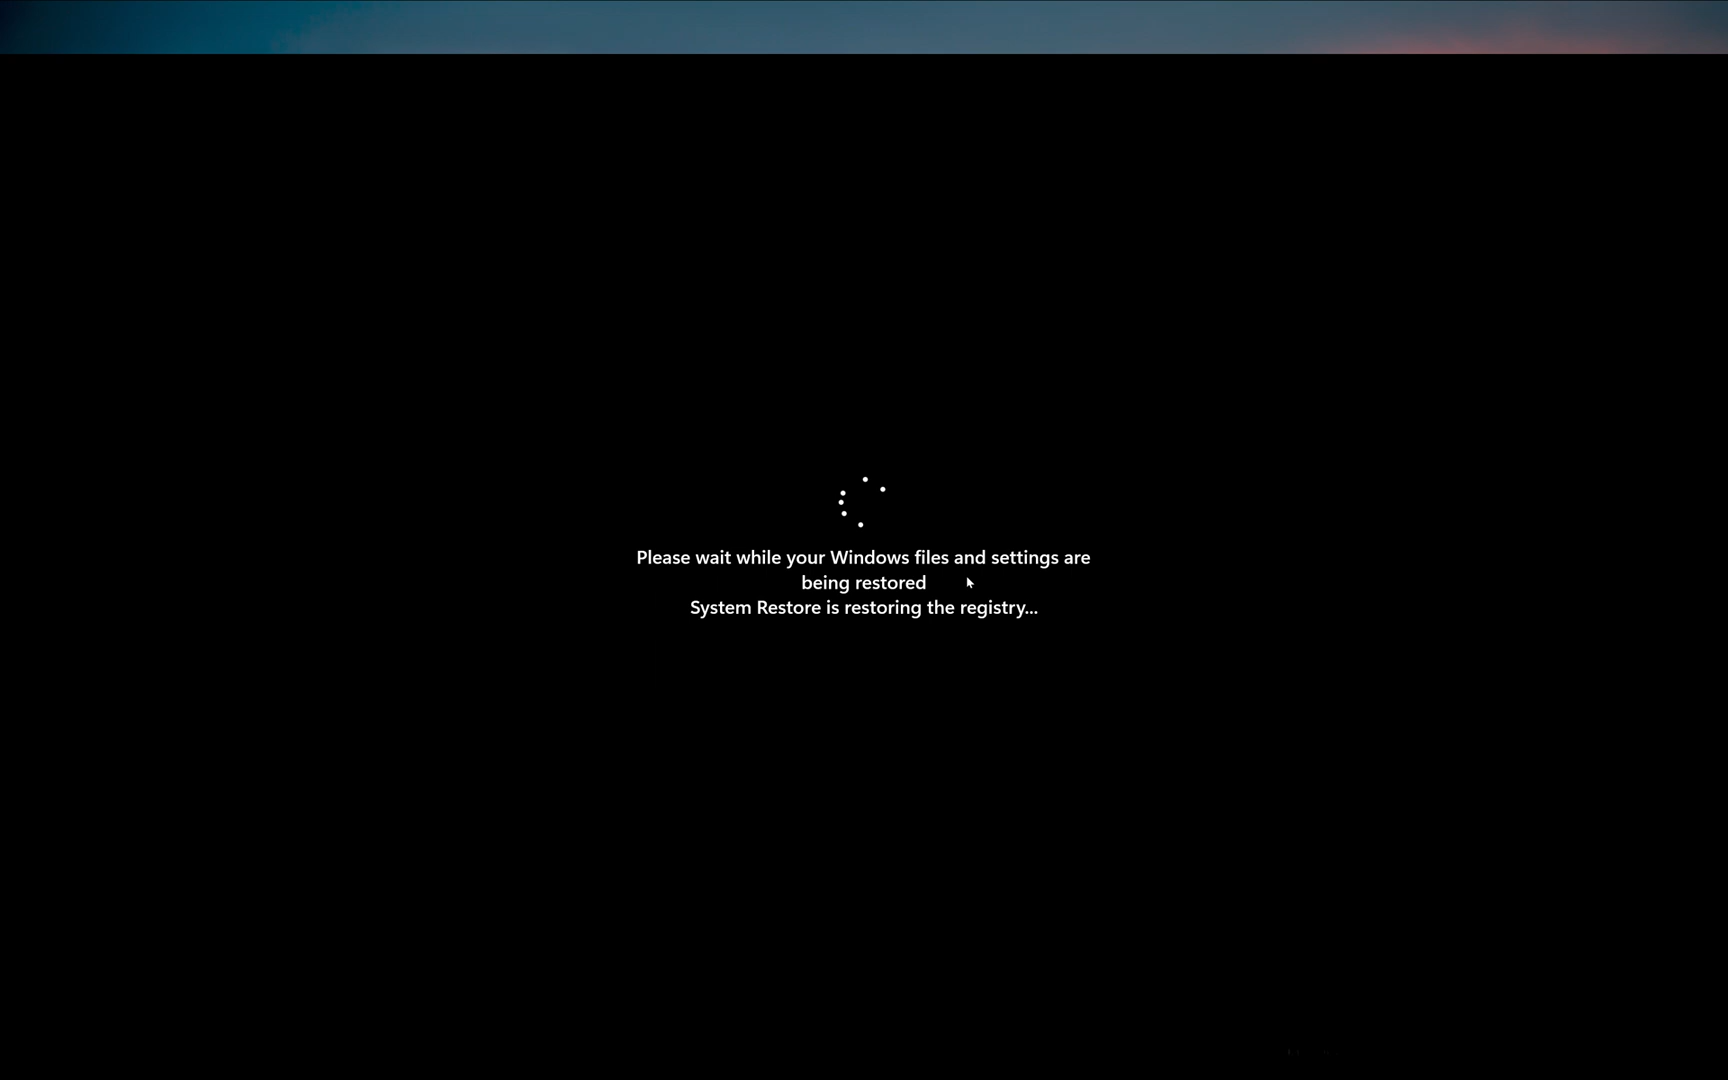 Please wait while your Windows files and settings are
being restored
System Restore is restoring the registry...